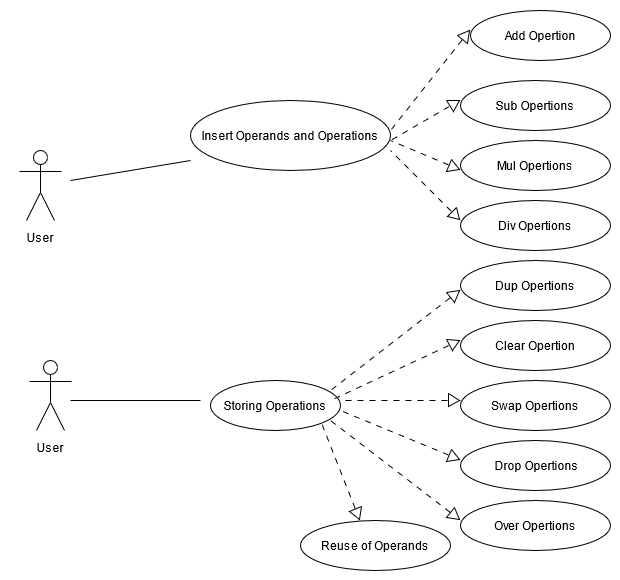 Add Opertion
Sub Opertions
Insert Operands and Operations
Mul Opertions
Div Opertions
User
Dup Opertions
Clear Opertion
Storing Operations
Swap Opertions
User
Drop Opertions
Over Opertions
Reuse of Operands